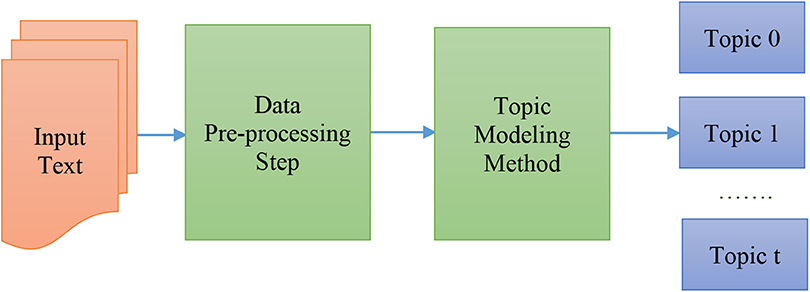 Input
Text
Data
Pre-processing
Step
Topic
Modeling
Method
Topic 0
Topic 1
.......
Topic t